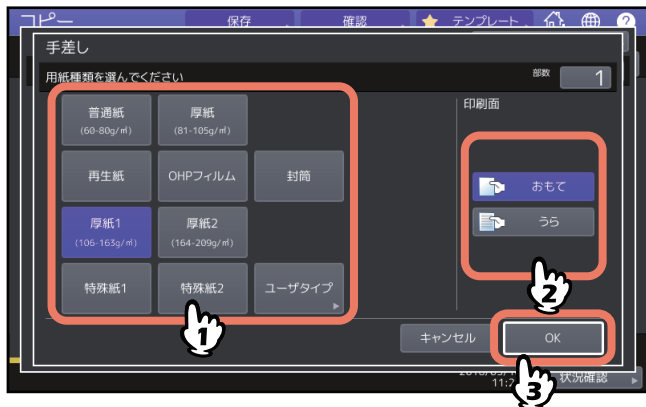 コピー 保存 確認 テンプレート ?
手差し
用紙種類を選んでください 部数 1
印刷面
普通紙 厚紙
(60-80g/㎡) (81-105g/㎡)
再生紙 OHPフィルム 封筒 おもて
厚紙1 厚紙2 うら
(106-163g/㎡) (164-209g/㎡)
特殊紙1 特殊紙2 ユーザタイプ
2
1
キャンセル OK
11:2 状況確認
3